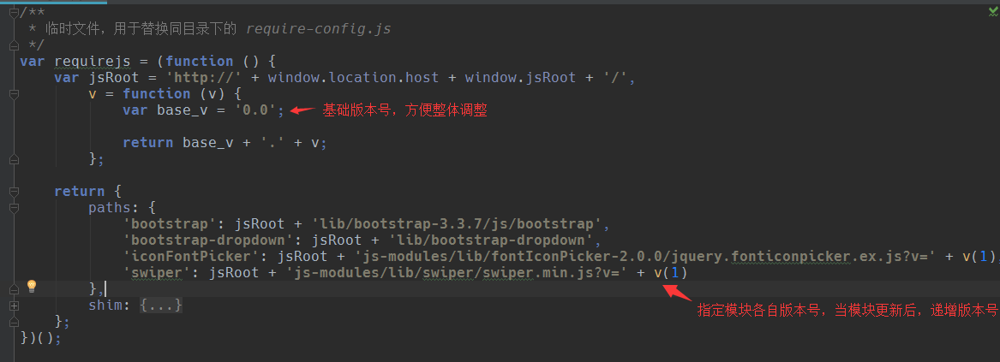 /**
 * 临时文件，用于替换同目录下的 require-config.js
 */
var requirejs = (function () {
    var jsRoot = 'http://' + window.location.host + window.jsRoot + '/',
        v = function (v) {
            var base_v = '0.0'; 基础版本号，方便整体调整
            return base_v + '.' + v;
        };
    return {
        paths: {
            'bootstrap': jsRoot + 'lib/bootstrap-3.3.7/js/bootstrap',
            'bootstrap-dropdown': jsRoot + 'lib/bootstrap-dropdown',
            'iconFontPicker': jsRoot + 'js-modules/lib/fontIconPicker-2.0.0/jquery.fonticonpicker.ex.js?v=' + v(1)
            'swiper': jsRoot + 'js-modules/lib/swiper/swiper.min.js?v=' + v(1)
        },
        shim: {...}
指定模块各自版本号，当模块更新后，递增版本号
    };
})();